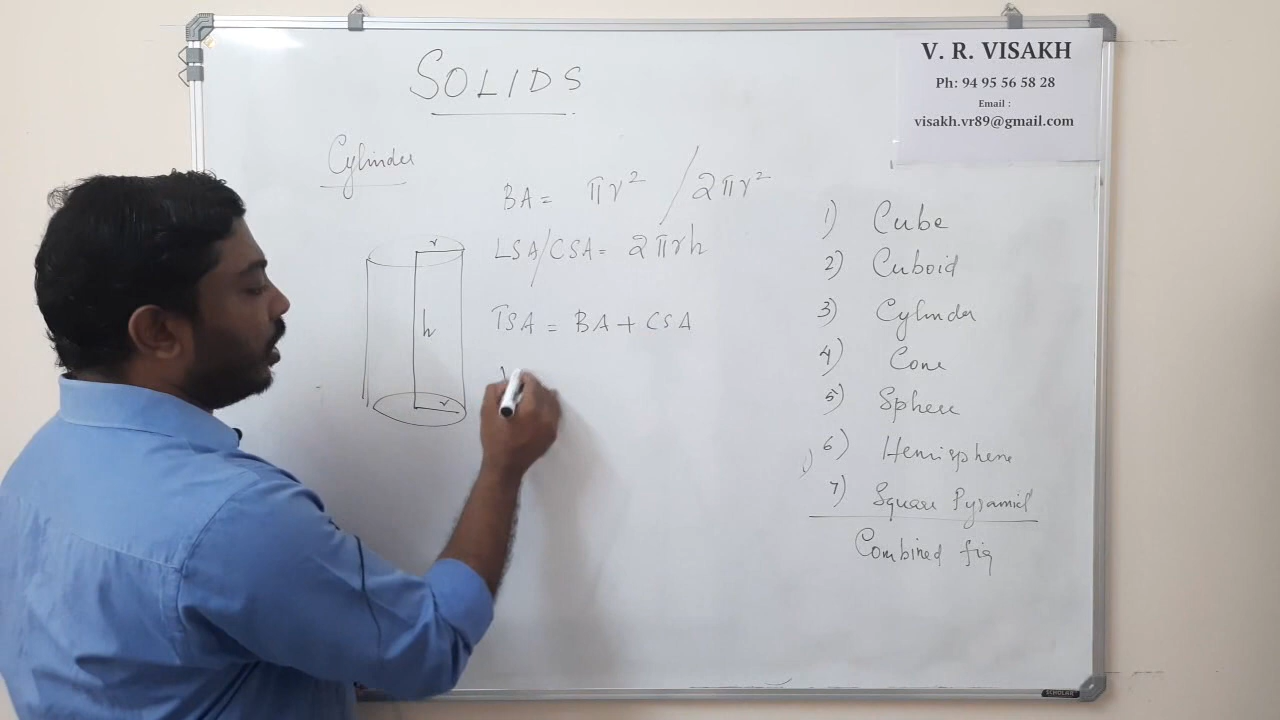 V. R. VISAKH
Ph: 94 95 56 58 28
Email :
visakh.vr89@gmail.com
SOLIDS
Cylinder
BA = πr² / 2πr²
LSA/CSA = 2πrh
TSA = BA + CSA
r
h
r
1) Cube
2) Cuboid
3) Cylinder
4) Cone
5) Sphere
6) Hemisphere
7) Square Pyramid
Combined fig
SCHOLAR